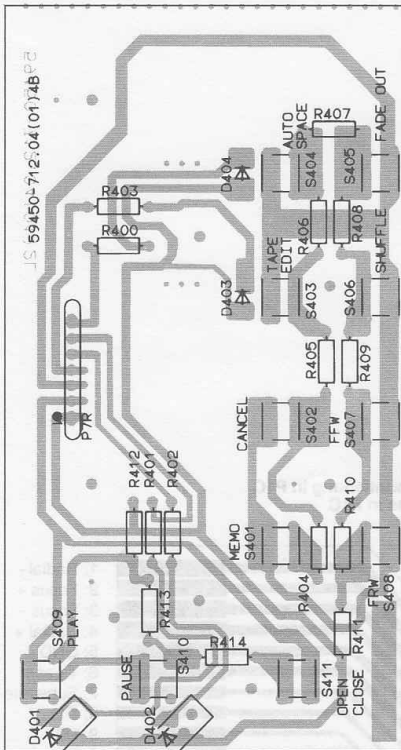 59450-712.04(01)4B
R407
AUTO
SPACE
FADE OUT
D404
S404
S405
R403
R406
R408
R400
TAPE
EDIT
SHUFFLE
D403
S403
S406
R405
R409
P7R
CANCEL
S402
FFW
S407
R412
R401
R402
R410
MEMO
S401
R404
FRW
S408
R413
R411
S409
PLAY
S410
R414
PAUSE
S411
OPEN
CLOSE
D401
D402